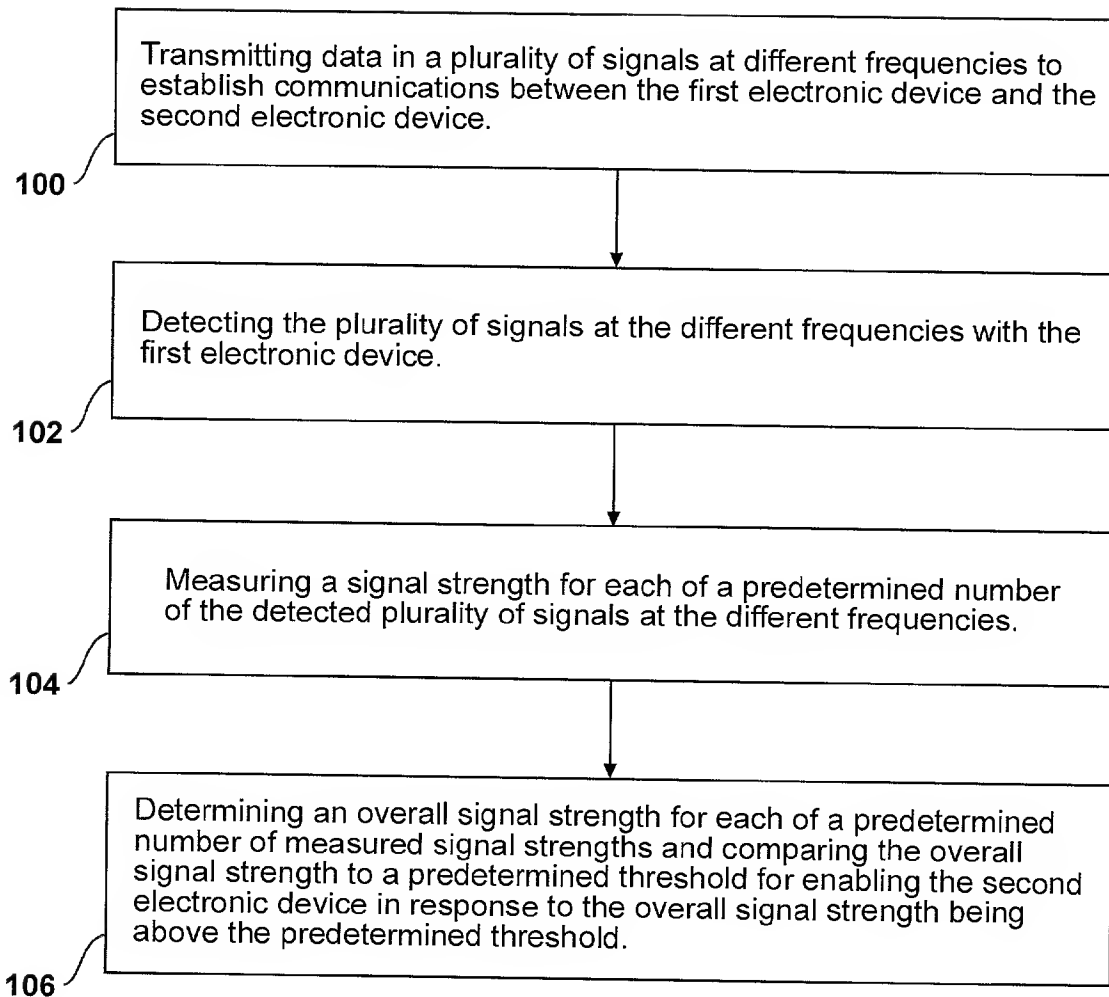 Transmitting data in a plurality of signals at different frequencies to
establish communications between the first electronic device and the
second electronic device.
100
Detecting the plurality of signals at the different frequencies with the
first electronic device.
102
Measuring a signal strength for each of a predetermined number
of the detected plurality of signals at the different frequencies.
104
Determining an overall signal strength for each of a predetermined
number of measured signal strengths and comparing the overall
signal strength to a predetermined threshold for enabling the second
electronic device in response to the overall signal strength being
above the predetermined threshold.
106